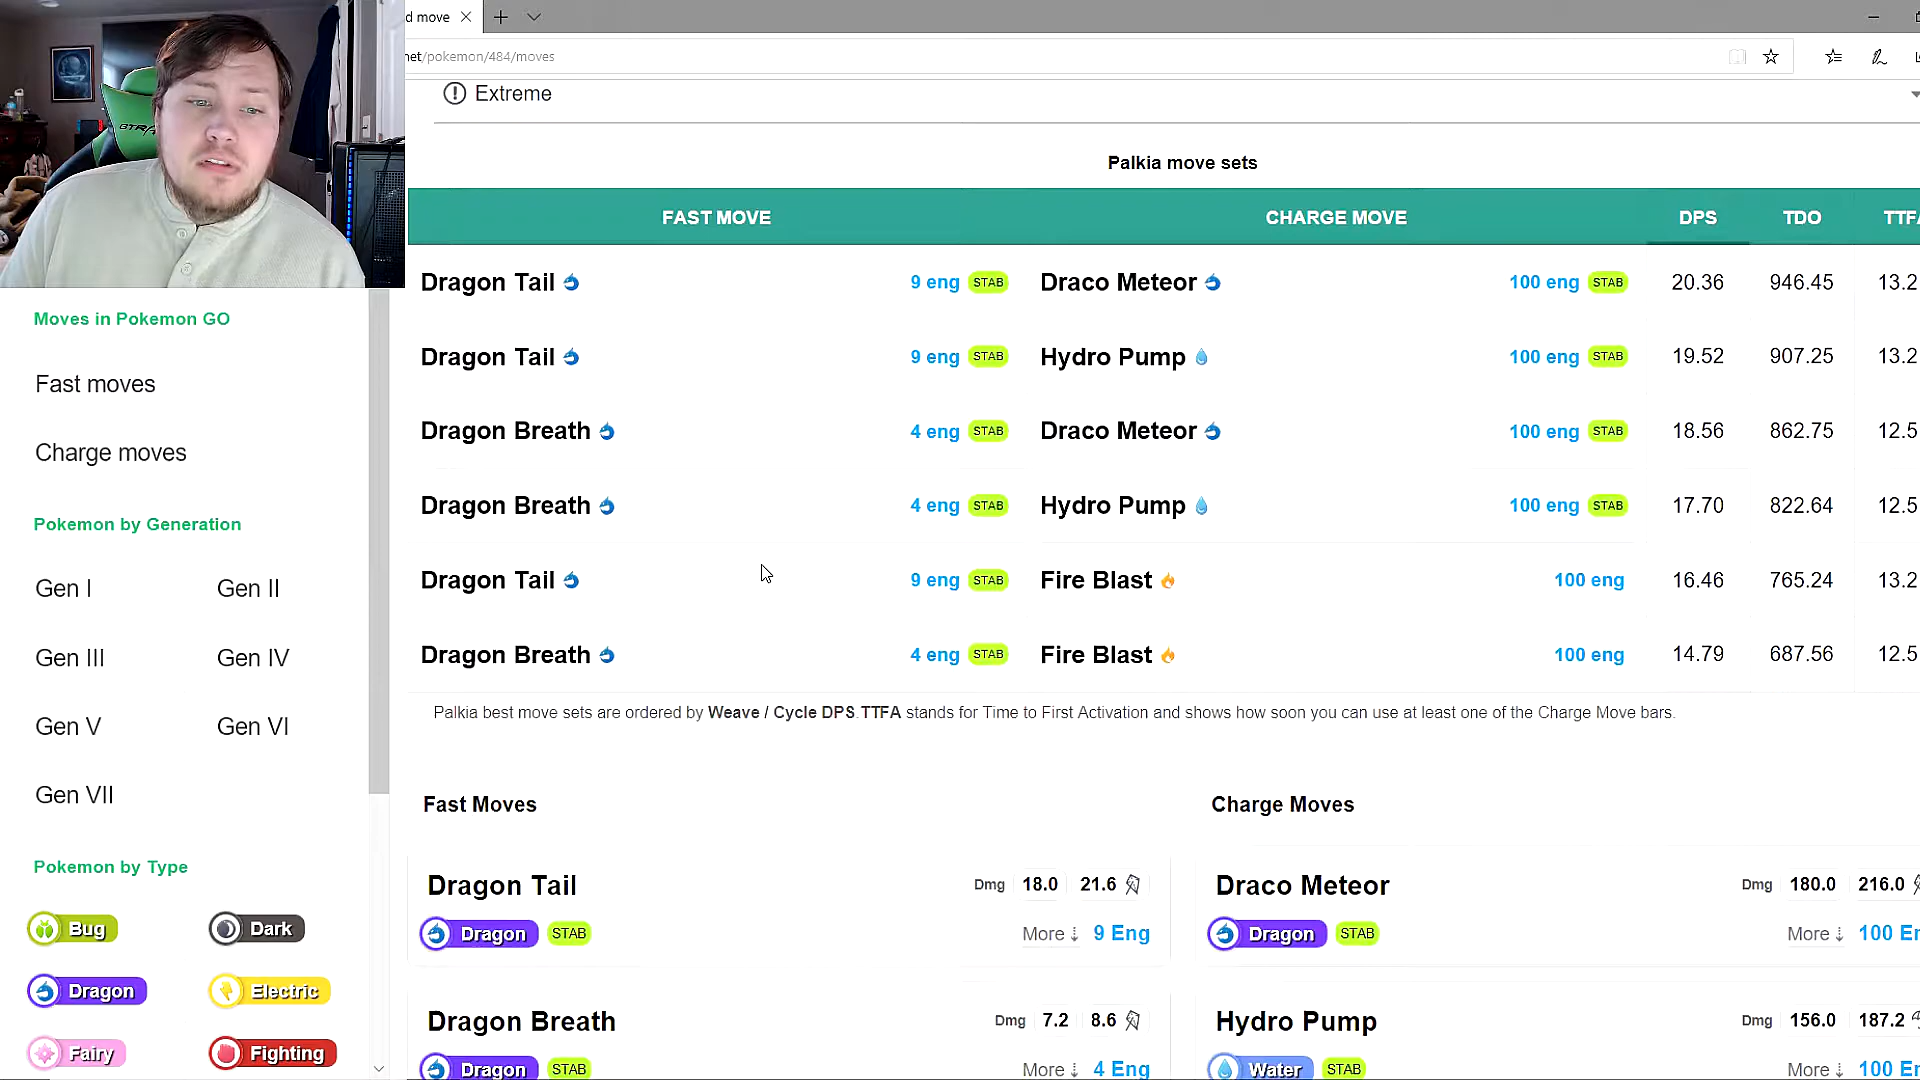 d move
net/pokemon/484/moves
Extreme
Palkia move sets
FAST MOVE CHARGE MOVE DPS TDO TTFA
Dragon Tail 9 eng STAB Draco Meteor 100 eng STAB 20.36 946.45 13.2
Dragon Tail 9 eng STAB Hydro Pump 100 eng STAB 19.52 907.25 13.2
Dragon Breath 4 eng STAB Draco Meteor 100 eng STAB 18.56 862.75 12.5
Dragon Breath 4 eng STAB Hydro Pump 100 eng STAB 17.70 822.64 12.5
Dragon Tail 9 eng STAB Fire Blast 100 eng 16.46 765.24 13.2
Dragon Breath 4 eng STAB Fire Blast 100 eng 14.79 687.56 12.5
Palkia best move sets are ordered by Weave / Cycle DPS.TTFA stands for Time to First Activation and shows how soon you can use at least one of the Charge Move bars.
Fast Moves
Dragon Tail Dmg 18.0 21.6
Dragon STAB More 9 Eng
Dragon Breath Dmg 7.2 8.6
Dragon STAB More 4 Eng
Charge Moves
Draco Meteor Dmg 180.0 216.0
Dragon STAB More 100 En
Hydro Pump Dmg 156.0 187.2
Water STAB More 100 En
Moves in Pokemon GO
Fast moves
Charge moves
Pokemon by Generation
Gen I Gen II
Gen III Gen IV
Gen V Gen VI
Gen VII
Pokemon by Type
Bug Dark
Dragon Electric
Fairy Fighting